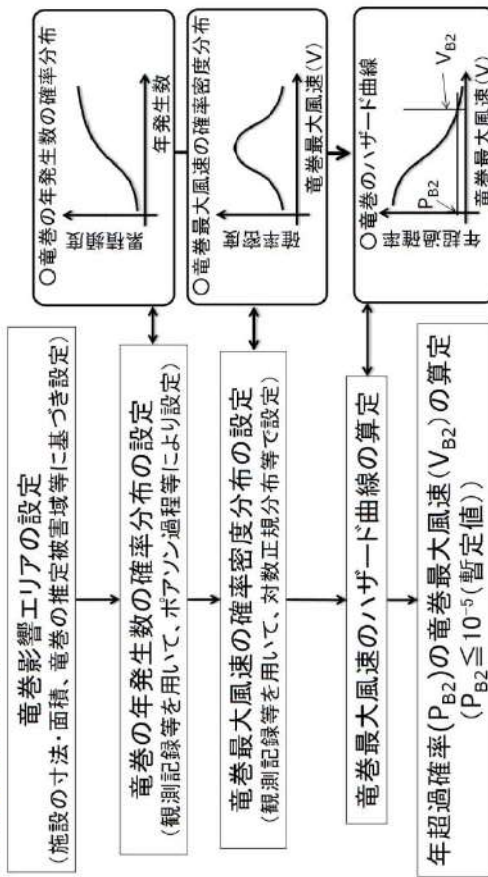 竜巻影響エリアの設定
(施設の寸法・面積、竜巻の推定被害域等に基づき設定)
竜巻の年発生数の確率分布の設定
(観測記録等を用いて、ポアソン過程等により設定)
竜巻最大風速の確率密度分布の設定
(観測記録等を用いて、対数正規分布等で設定)
竜巻最大風速のハザード曲線の算定
年超過確率(PB2)の竜巻最大風速(VB2)の算定
(PB2≦10-5(暫定値))
○竜巻の年発生数の確率分布
累積頻度
年発生数
○竜巻最大風速の確率密度分布
確率密度
竜巻最大風速(V)
○竜巻のハザード曲線
年超過確率
PB2
VB2
竜巻最大風速(V)